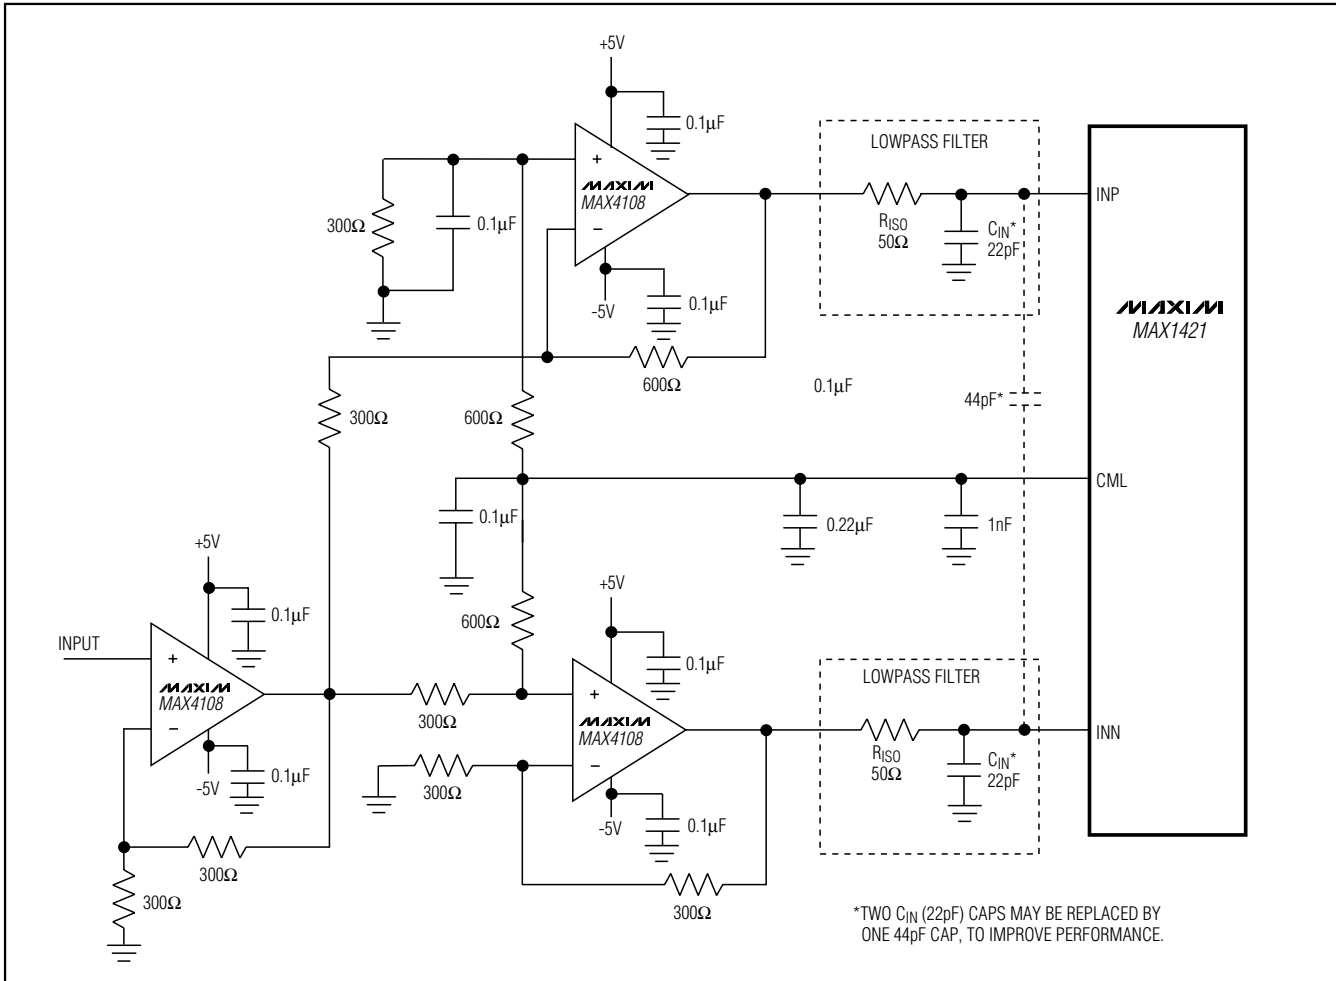 +5V
0.1μF
LOWPASS FILTER
+
MAXIM
MAX4108
−
300Ω
0.1μF
RISO
50Ω
CIN*
22pF
INP
-5V
0.1μF
MAXIM
MAX1421
600Ω
0.1μF
44pF*
300Ω
600Ω
CML
0.1μF
0.22μF
1nF
+5V
0.1μF
+5V
600Ω
0.1μF
INPUT
+
MAXIM
MAX4108
−
LOWPASS FILTER
300Ω
+
MAXIM
MAX4108
−
RISO
50Ω
CIN*
22pF
INN
-5V
0.1μF
300Ω
-5V
0.1μF
300Ω
300Ω
300Ω
*TWO CIN (22pF) CAPS MAY BE REPLACED BY
ONE 44pF CAP, TO IMPROVE PERFORMANCE.